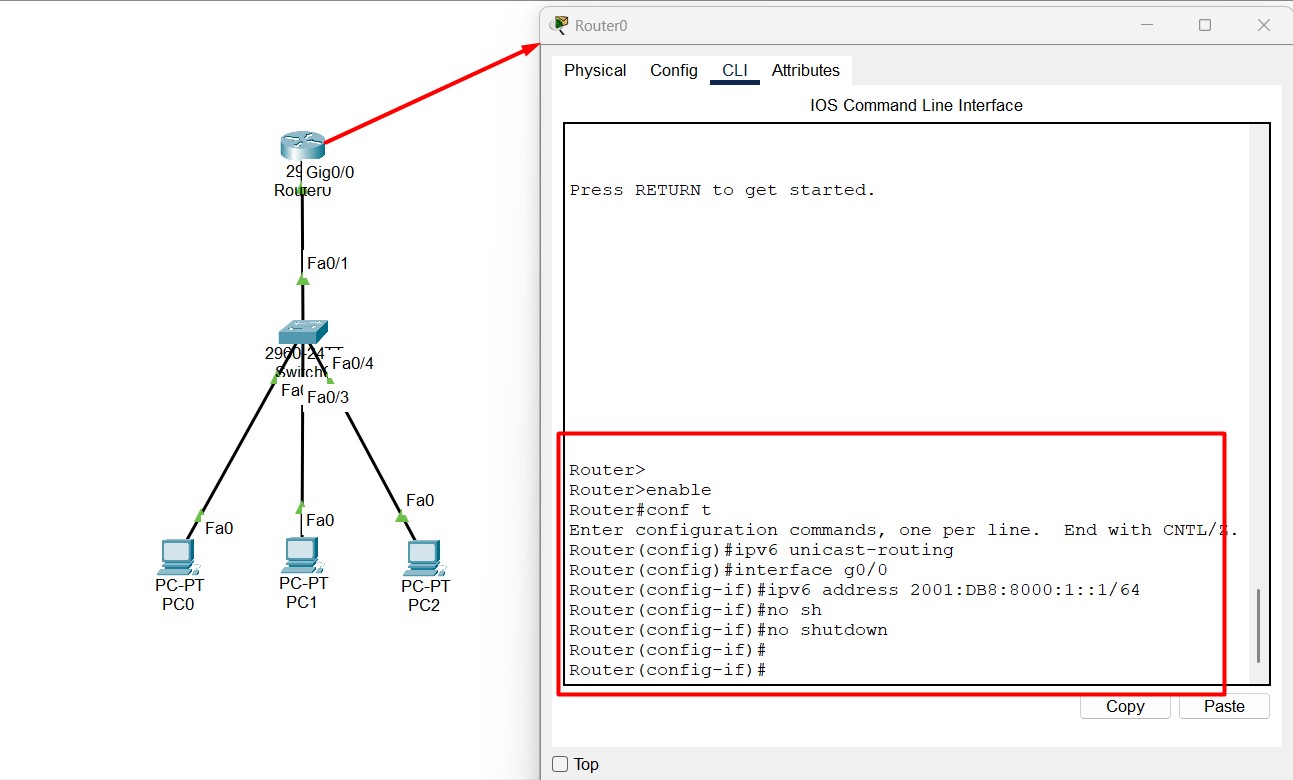 Router0
Physical Config CLI Attributes
IOS Command Line Interface
Press RETURN to get started.
Router>
Router>enable
Router#conf t
Enter configuration commands, one per line.  End with CNTL/Z.
Router(config)#ipv6 unicast-routing
Router(config)#interface g0/0
Router(config-if)#ipv6 address 2001:DB8:8000:1::1/64
Router(config-if)#no sh
Router(config-if)#no shutdown
Router(config-if)#
Router(config-if)#
Copy Paste
Top
29 Gig0/0
Router0
Fa0/1
2960-24TT
Fa0/4
Switch
Fa0/3
Fa0
Fa0
Fa0
PC-PT
PC0
PC-PT
PC1
PC-PT
PC2